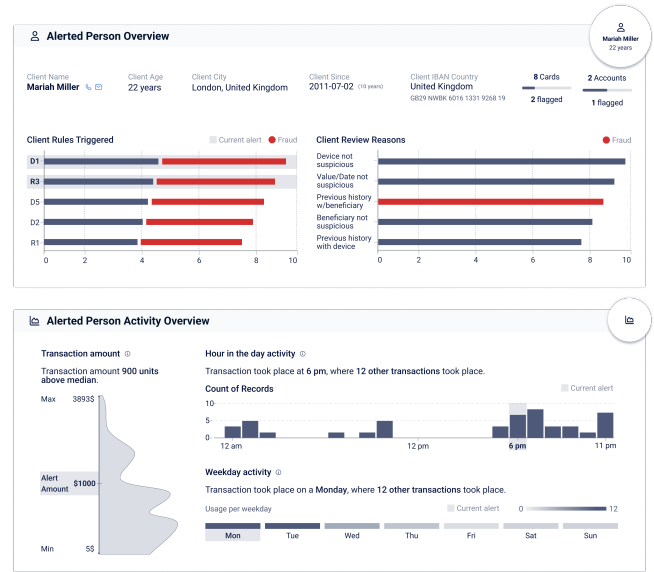 Alerted Person Overview
Mariah Miller
22 years
Client Name
Mariah Miller
Client Age
22 years
Client City
London, United Kingdom
Client Since
2011-07-02 (10 years)
Client IBAN Country
United Kingdom
GB29 NWBK 6016 1331 9268 19
8 Cards
2 flagged
2 Accounts
1 flagged
Client Rules Triggered
Current alert
Fraud
D1
R3
D5
D2
R1
0 2 4 6 8 10
Client Review Reasons
Fraud
Device not
suspicious
Value/Date not
suspicious
Previous history
w/beneficiary
Beneficiary not
suspicious
Previous history
with device
0 2 4 6 8 10
Alerted Person Activity Overview
Transaction amount
Transaction amount 900 units
above median.
Max 3893$
Alert
Amount
$1000
Min 5$
Hour in the day activity
Transaction took place at 6 pm, where 12 other transactions took place.
Count of Records
Current alert
10
5
0
12 am 12 pm 6 pm 11 pm
Weekday activity
Transaction took place on a Monday, where 12 other transactions took place.
Usage per weekday
Current alert
0 12
Mon Tue Wed Thu Fri Sat Sun